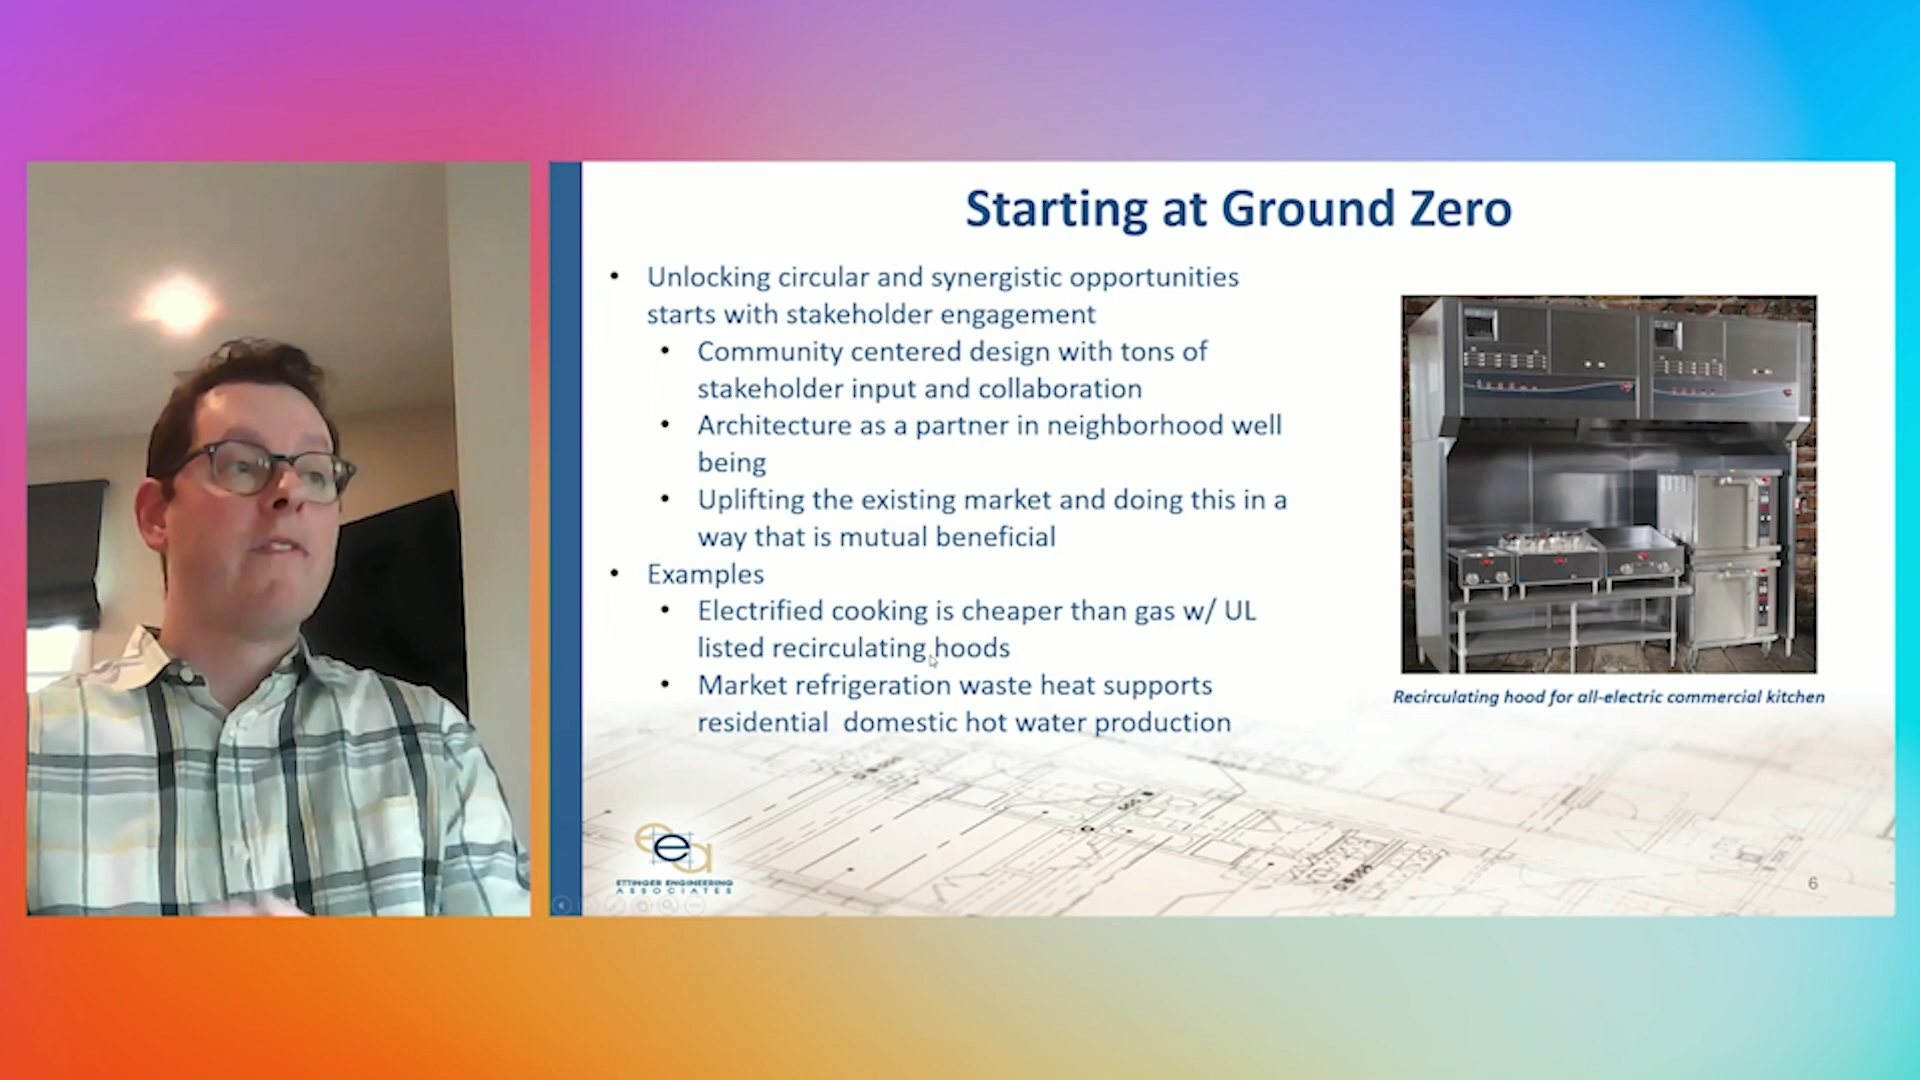 Starting at Ground Zero
• Unlocking circular and synergistic opportunities
starts with stakeholder engagement
• Community centered design with tons of
stakeholder input and collaboration
• Architecture as a partner in neighborhood well
being
• Uplifting the existing market and doing this in a
way that is mutual beneficial
• Examples
• Electrified cooking is cheaper than gas w/ UL
listed recirculating hoods
• Market refrigeration waste heat supports
residential domestic hot water production
Recirculating hood for all-electric commercial kitchen
eea
ETTINGER ENGINEERING
ASSOCIATES
6